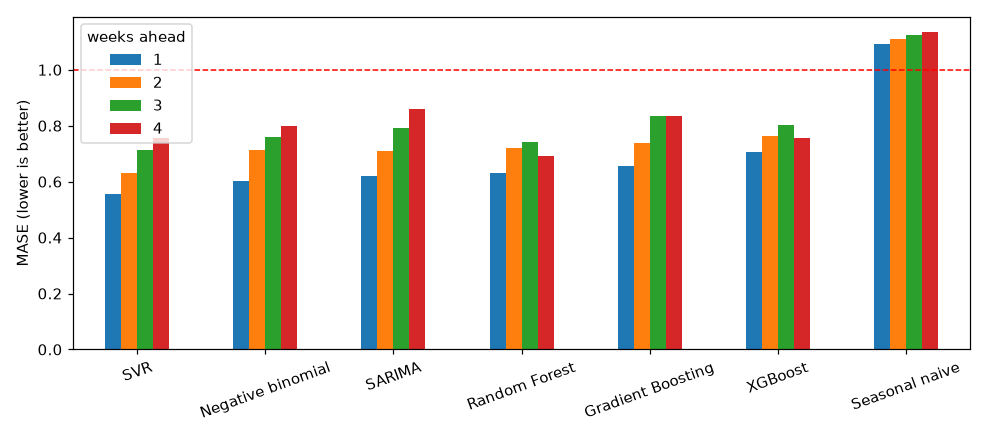 weeks ahead
1
2
3
4
MASE (lower is better)
1.0
0.8
0.6
0.4
0.2
0.0
SVR
Negative binomial
SARIMA
Random Forest
Gradient Boosting
XGBoost
Seasonal naive